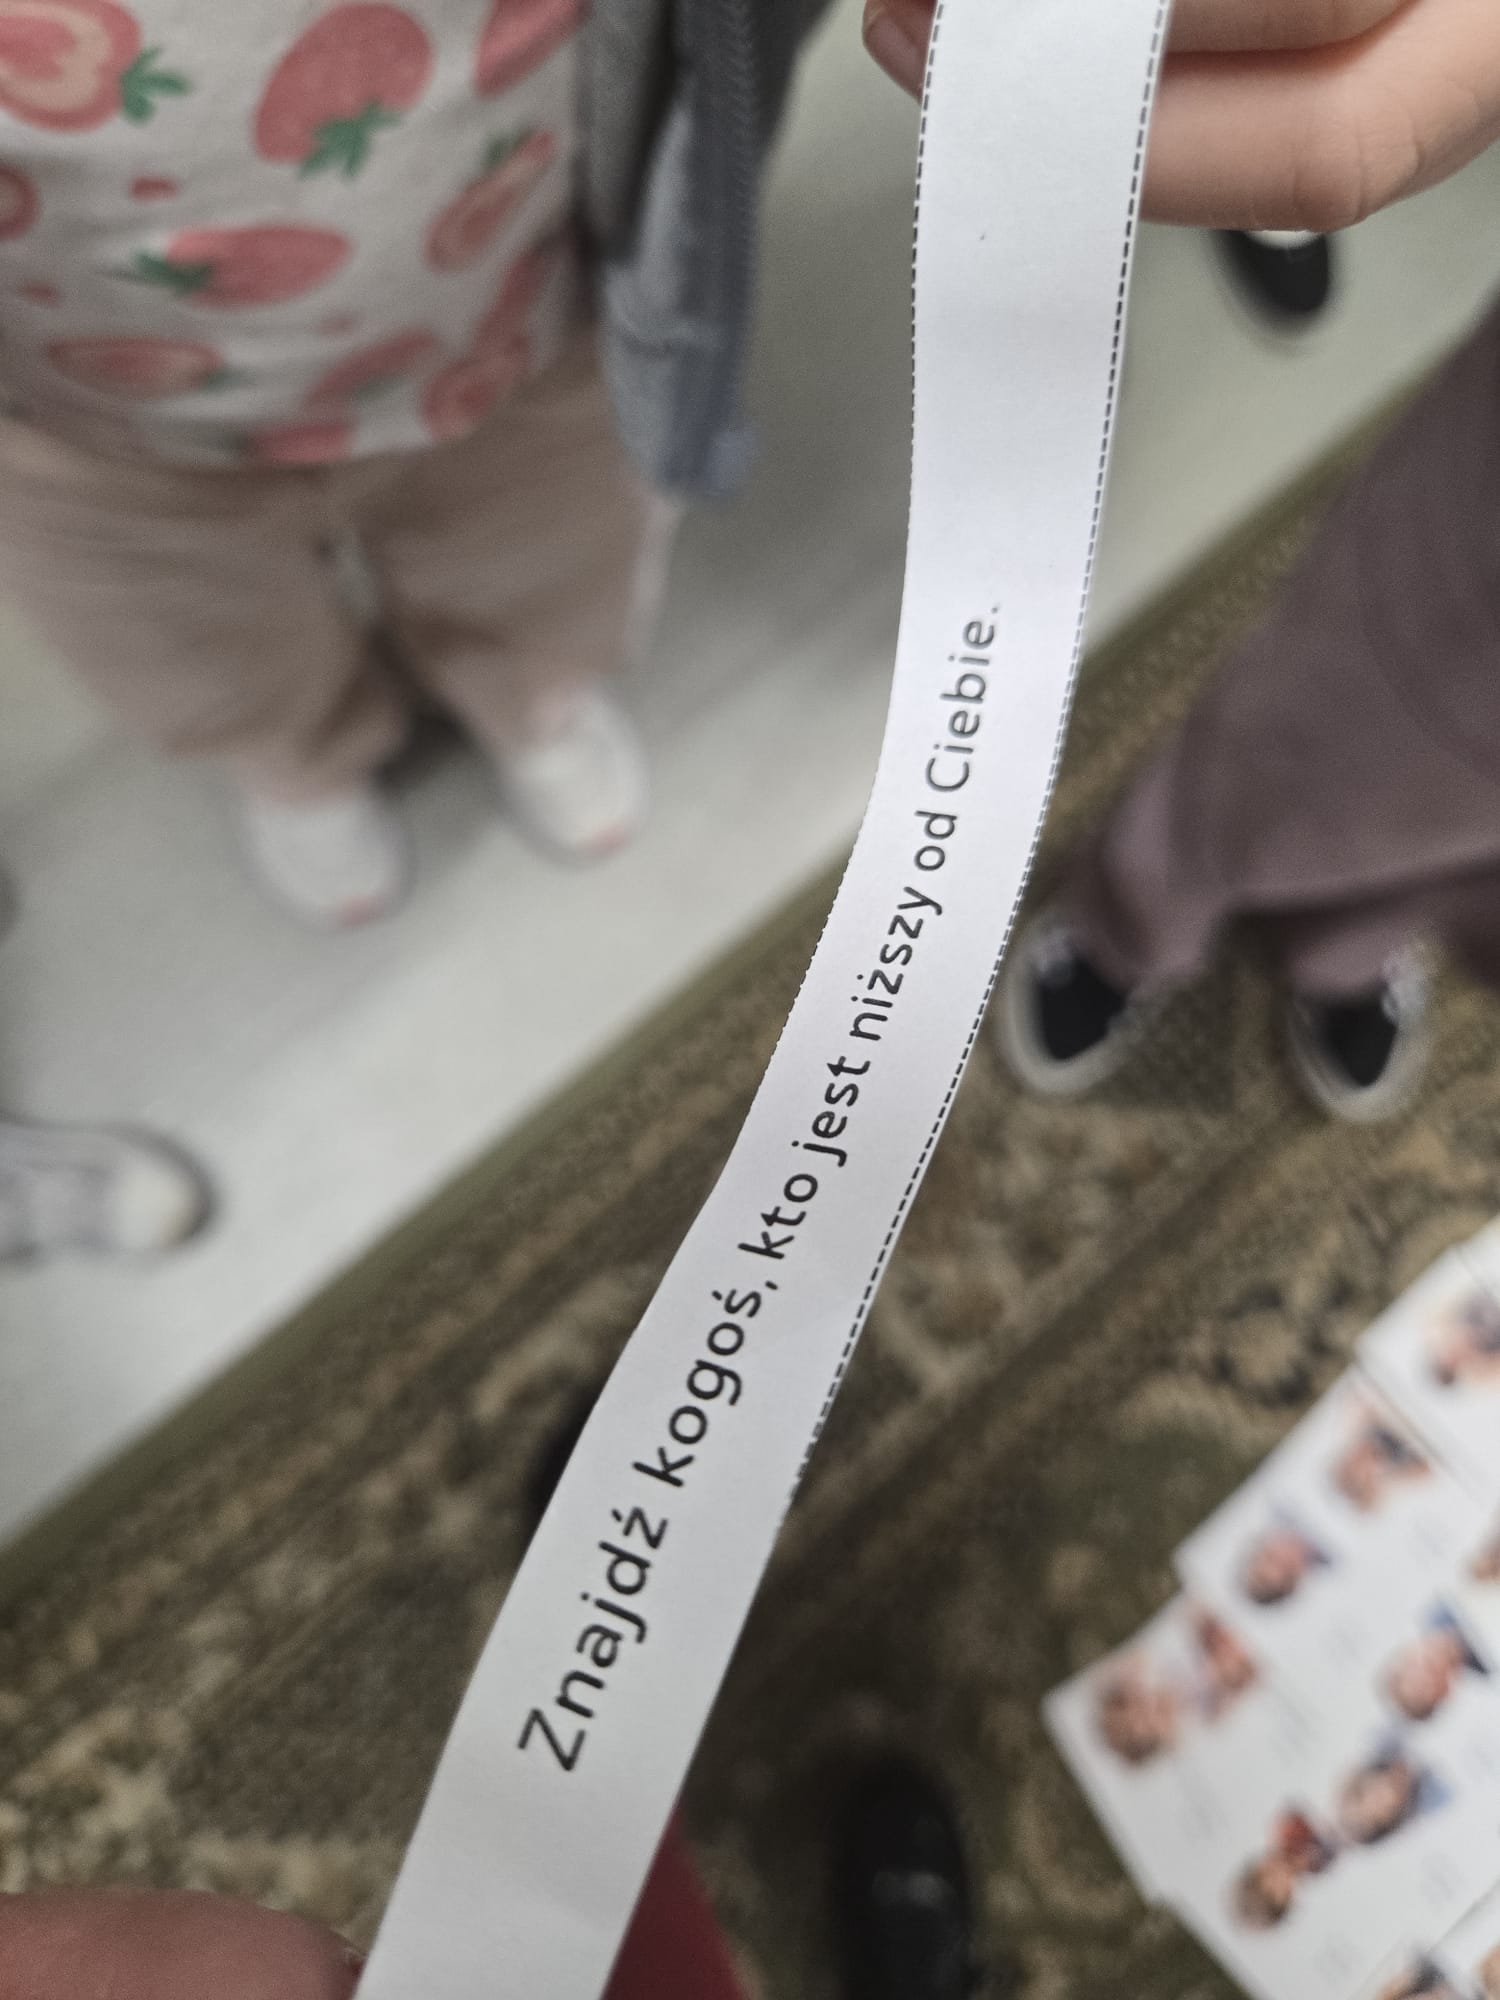 Znajdź kogoś, kto jest niższy od Ciebie.